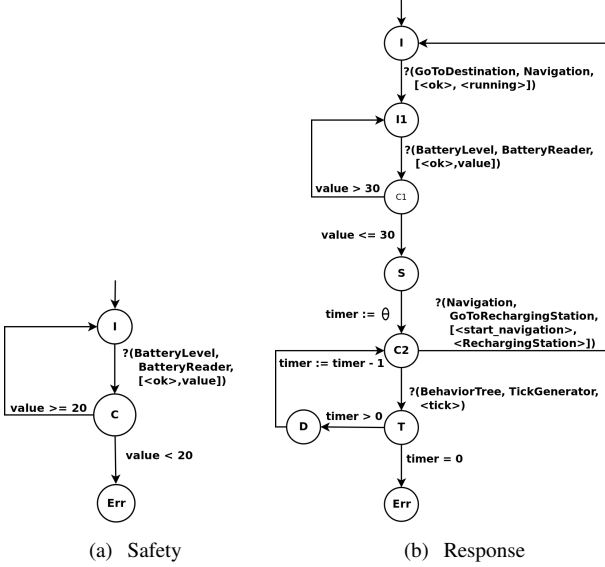 I
?(BatteryLevel,
BatteryReader,
[<ok>,value])
value >= 20
C
value < 20
Err
(a) Safety
I
?(GoToDestination, Navigation,
[<ok>, <running>])
I1
?(BatteryLevel, BatteryReader,
[<ok>,value])
value > 30
C1
value <= 30
S
timer := θ
?(Navigation,
GoToRechargingStation,
[<start_navigation>,
<RechargingStation>])
C2
timer := timer - 1
?(BehaviorTree, TickGenerator,
<tick>)
timer > 0
D
T
timer = 0
Err
(b) Response